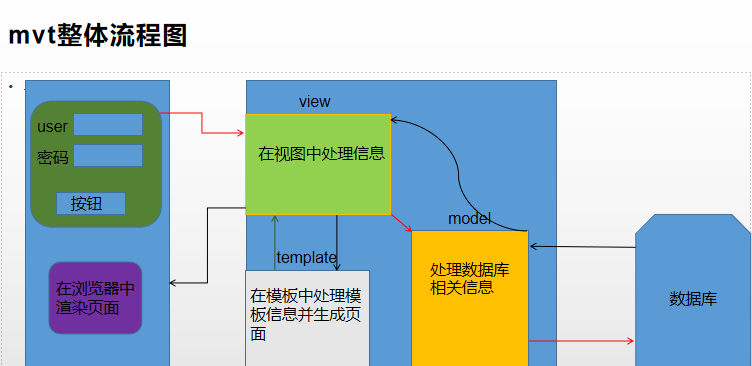 mvt整体流程图
view
user
在视图中处理信息
密码
按钮
model
template
在浏览器中
渲染页面
在模板中处理模
板信息并生成页
面
处理数据库
相关信息
数据库